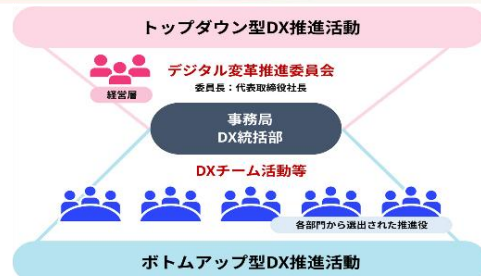 トップダウン型DX推進活動
デジタル変革推進委員会
委員長:代表取締役社長
経営層
事務局
DX統括部
DXチーム活動等
各部門から選出された推進役
ボトムアップ型DX推進活動